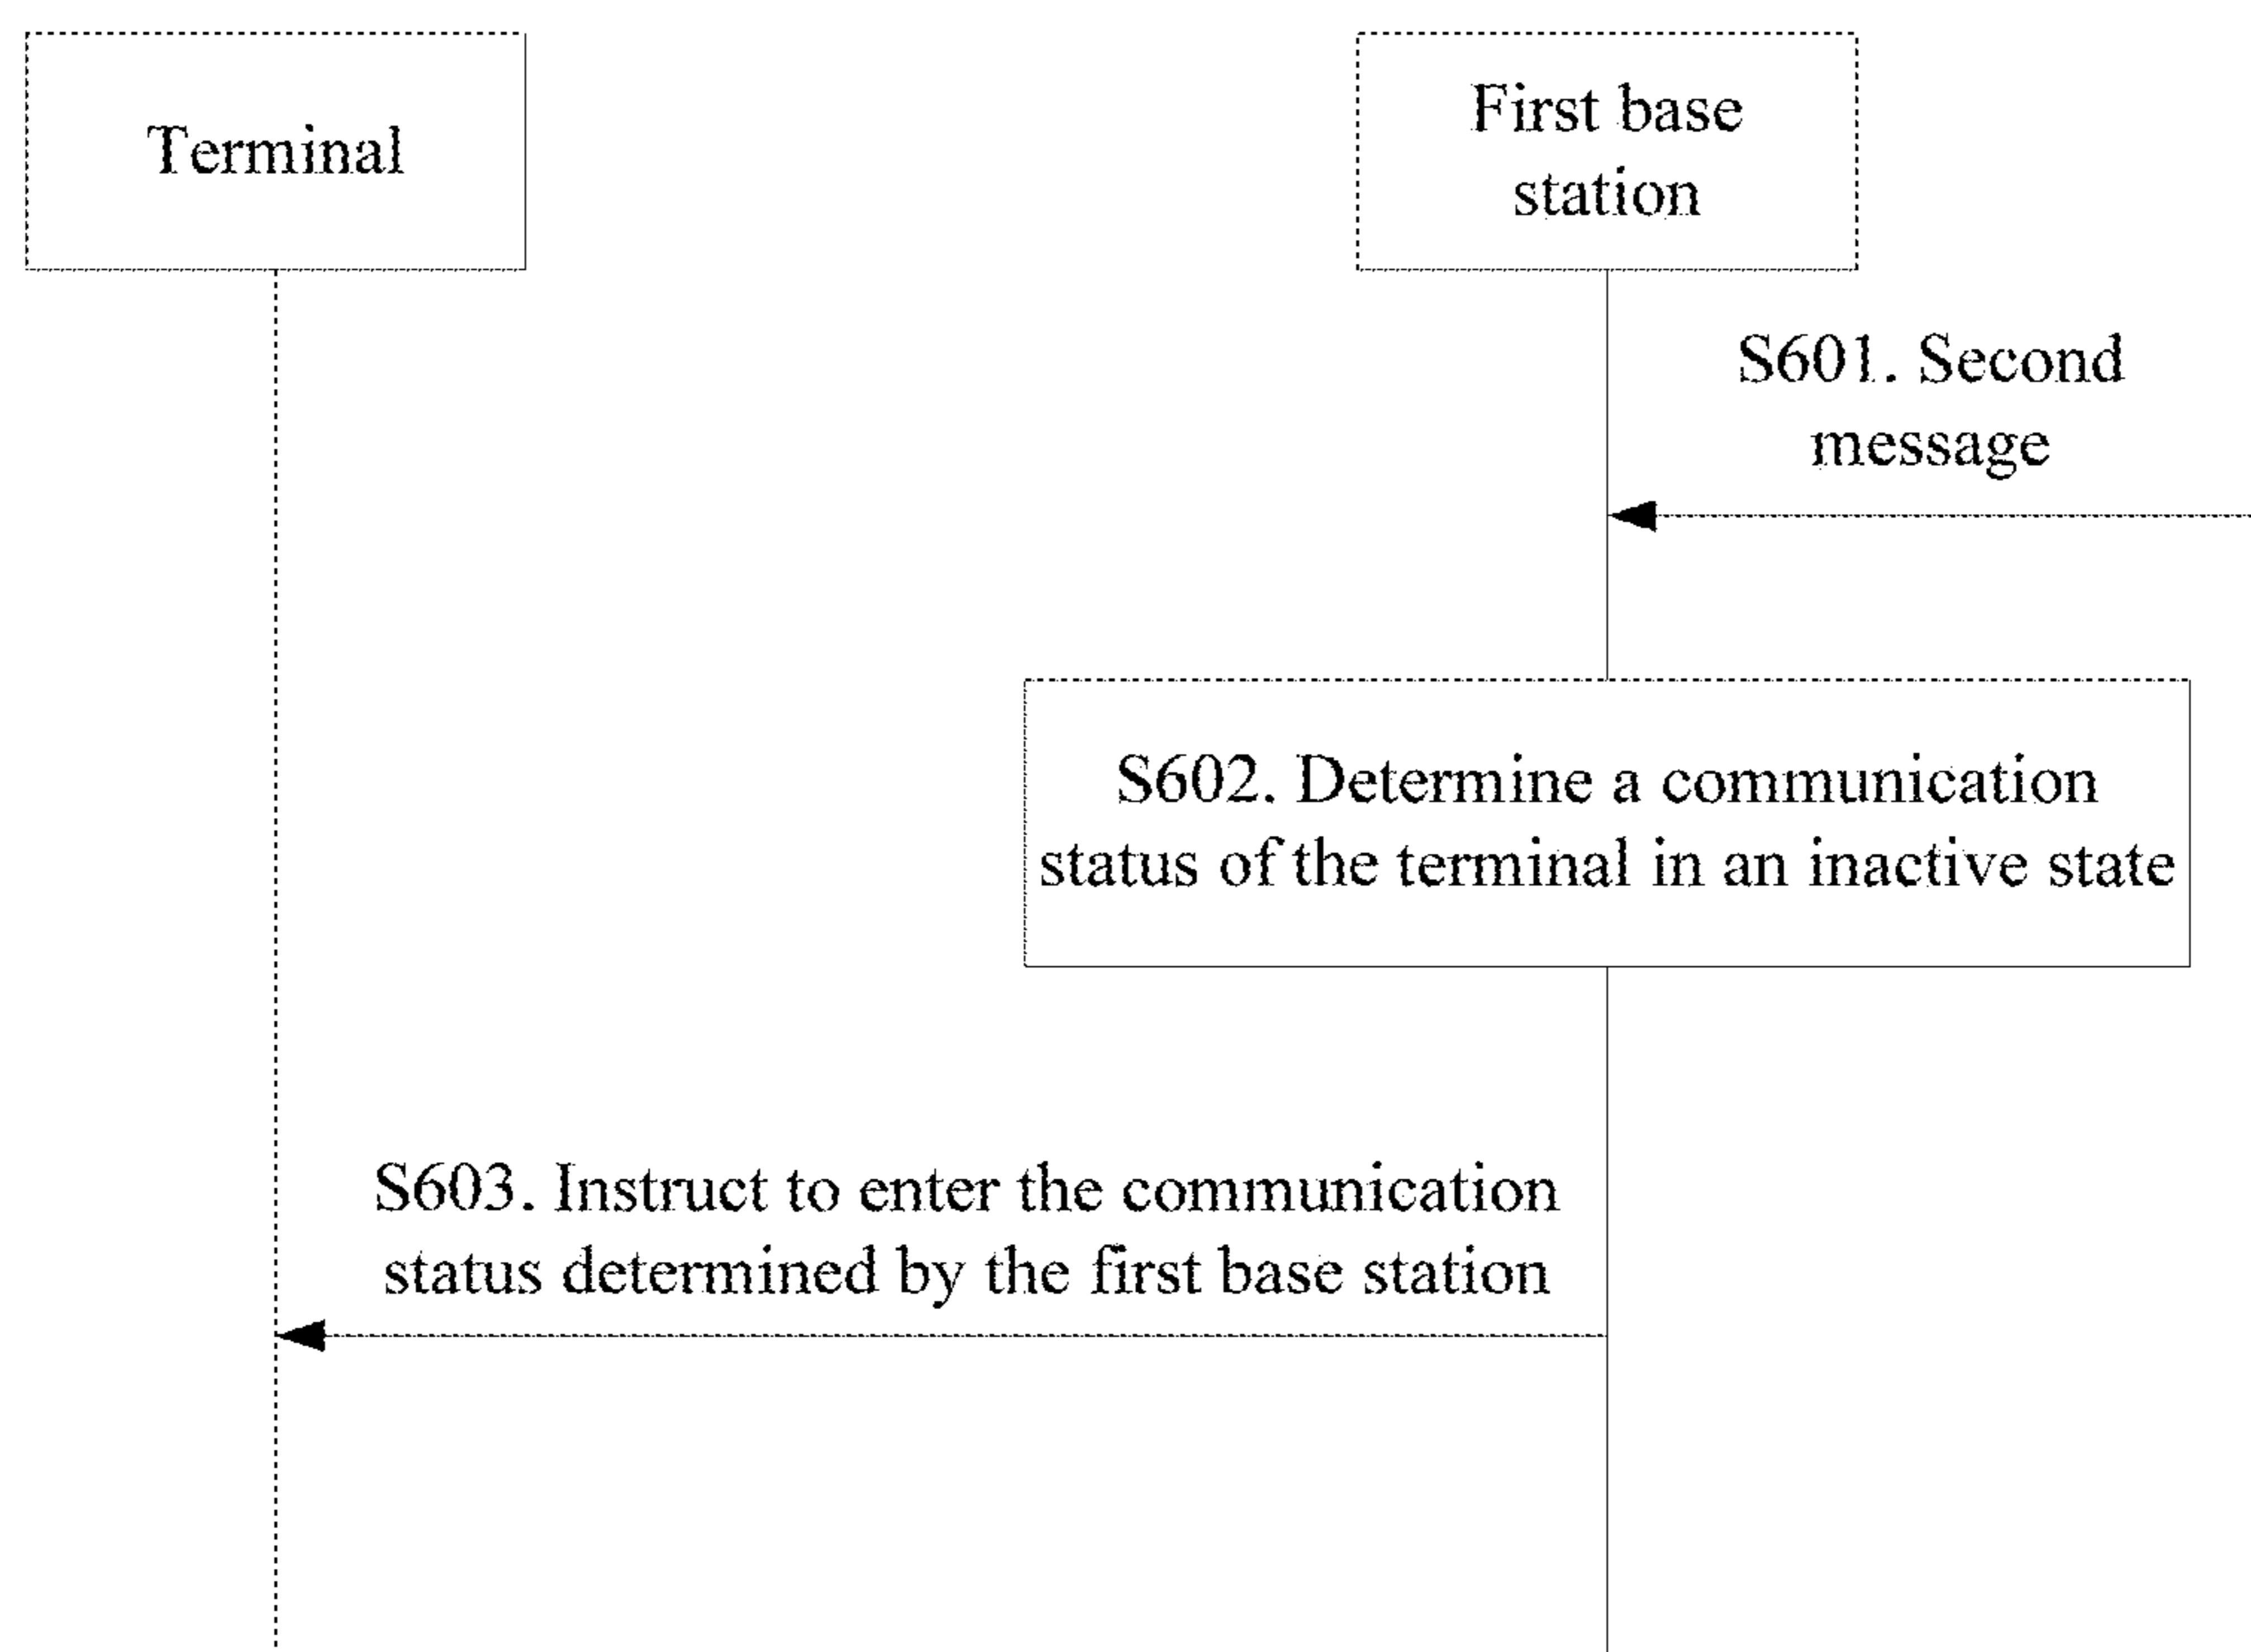 Terminal
First base
station
S601. Second
message
S602. Determine a communication
status of the terminal in an inactive state
S603. Instruct to enter the communication
status determined by the first base station